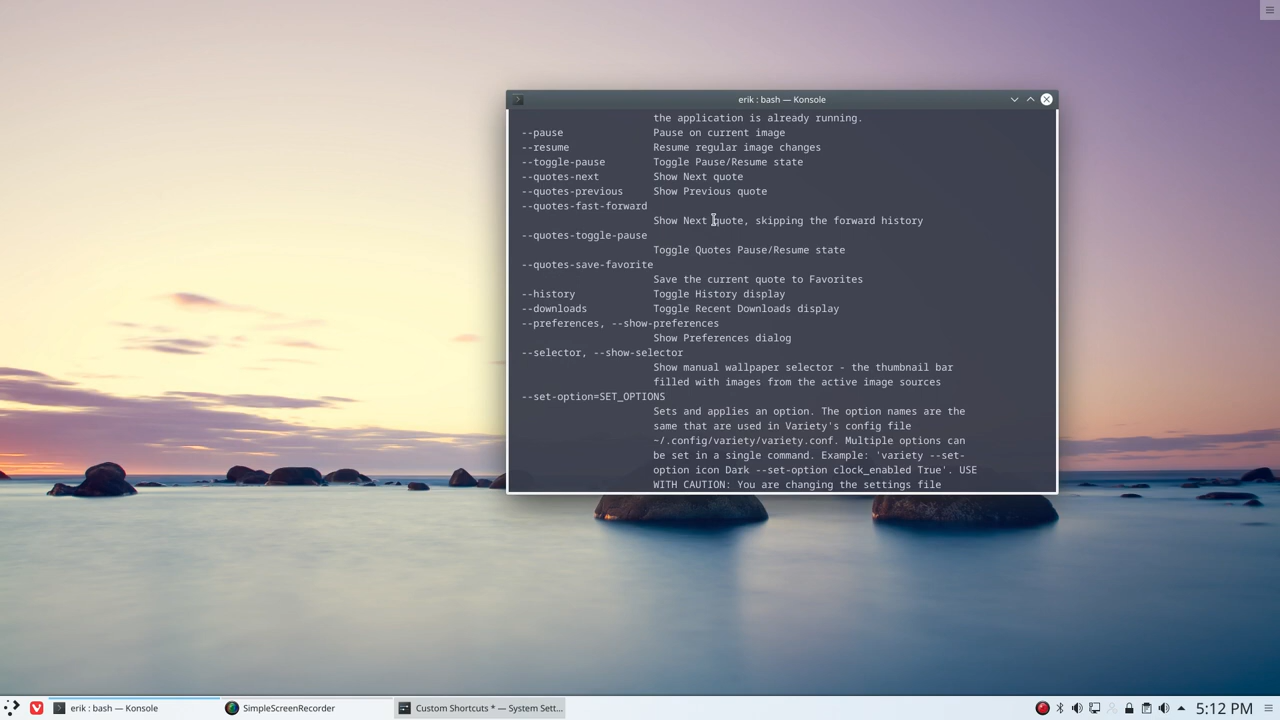 erik : bash — Konsole
the application is already running.
--pause Pause on current image
--resume Resume regular image changes
--toggle-pause Toggle Pause/Resume state
--quotes-next Show Next quote
--quotes-previous Show Previous quote
--quotes-fast-forward
Show Next quote, skipping the forward history
--quotes-toggle-pause
Toggle Quotes Pause/Resume state
--quotes-save-favorite
Save the current quote to Favorites
--history Toggle History display
--downloads Toggle Recent Downloads display
--preferences, --show-preferences
Show Preferences dialog
--selector, --show-selector
Show manual wallpaper selector - the thumbnail bar
filled with images from the active image sources
--set-option=SET_OPTIONS
Sets and applies an option. The option names are the
same that are used in Variety's config file
~/.config/variety/variety.conf. Multiple options can
be set in a single command. Example: 'variety --set-
option icon Dark --set-option clock_enabled True'. USE
WITH CAUTION: You are changing the settings file
erik : bash — Konsole
SimpleScreenRecorder
Custom Shortcuts * — System Sett...
5:12 PM